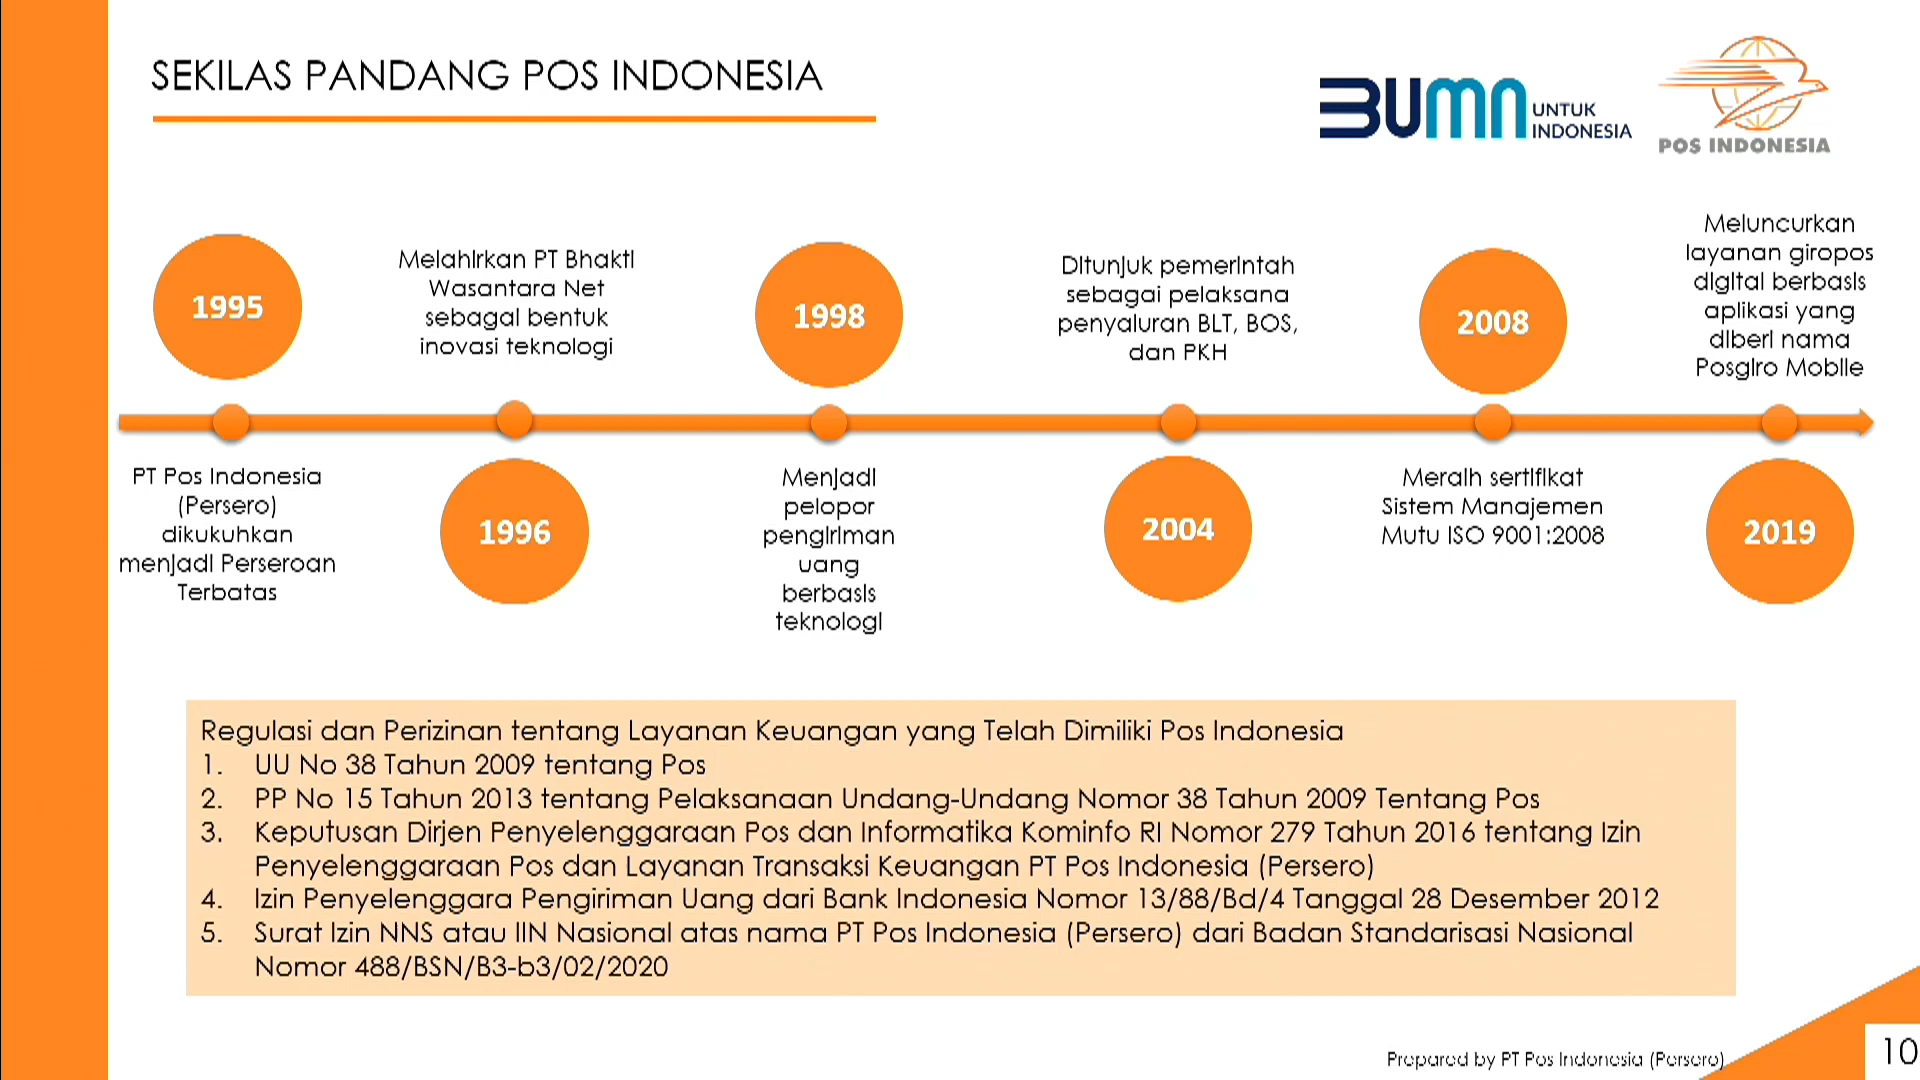 SEKILAS PANDANG POS INDONESIA
BUMN UNTUK
INDONESIA
POS INDONESIA
1995
PT Pos Indonesia
(Persero)
dikukuhkan
menjadi Perseroan
Terbatas
Melahirkan PT Bhakti
Wasantara Net
sebagai bentuk
inovasi teknologi
1996
1998
Menjadi
pelopor
pengiriman
uang
berbasis
teknologi
Ditunjuk pemerintah
sebagai pelaksana
penyaluran BLT, BOS,
dan PKH
2004
2008
Meraih sertifikat
Sistem Manajemen
Mutu ISO 9001:2008
Meluncurkan
layanan giropos
digital berbasis
aplikasi yang
diberi nama
Posgiro Mobile
2019
Regulasi dan Perizinan tentang Layanan Keuangan yang Telah Dimiliki Pos Indonesia
1. UU No 38 Tahun 2009 tentang Pos
2. PP No 15 Tahun 2013 tentang Pelaksanaan Undang-Undang Nomor 38 Tahun 2009 Tentang Pos
3. Keputusan Dirjen Penyelenggaraan Pos dan Informatika Kominfo RI Nomor 279 Tahun 2016 tentang Izin
Penyelenggaraan Pos dan Layanan Transaksi Keuangan PT Pos Indonesia (Persero)
4. Izin Penyelenggara Pengiriman Uang dari Bank Indonesia Nomor 13/88/Bd/4 Tanggal 28 Desember 2012
5. Surat Izin NNS atau IIN Nasional atas nama PT Pos Indonesia (Persero) dari Badan Standarisasi Nasional
Nomor 488/BSN/B3-b3/02/2020
Prepared by PT Pos Indonesia (Persero)
10